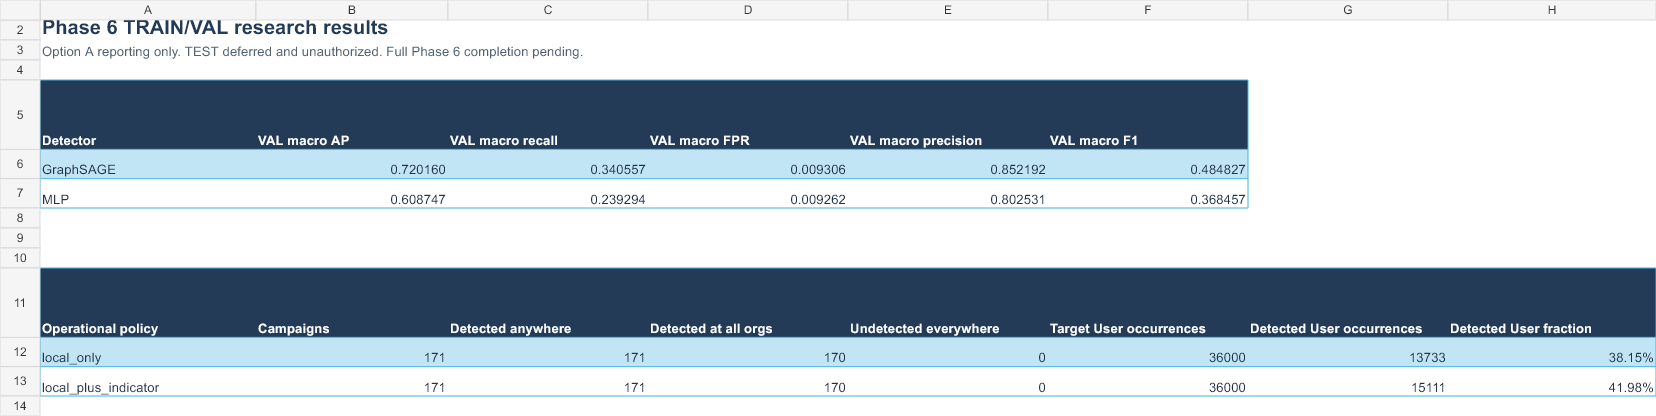 A B C D E F G H
2 Phase 6 TRAIN/VAL research results
3 Option A reporting only. TEST deferred and unauthorized. Full Phase 6 completion pending.
4
5 Detector VAL macro AP VAL macro recall VAL macro FPR VAL macro precision VAL macro F1
6 GraphSAGE 0.720160 0.340557 0.009306 0.852192 0.484827
7 MLP 0.608747 0.239294 0.009262 0.802531 0.368457
8
9
10
11 Operational policy Campaigns Detected anywhere Detected at all orgs Undetected everywhere Target User occurrences Detected User occurrences Detected User fraction
12 local_only 171 171 170 0 36000 13733 38.15%
13 local_plus_indicator 171 171 170 0 36000 15111 41.98%
14